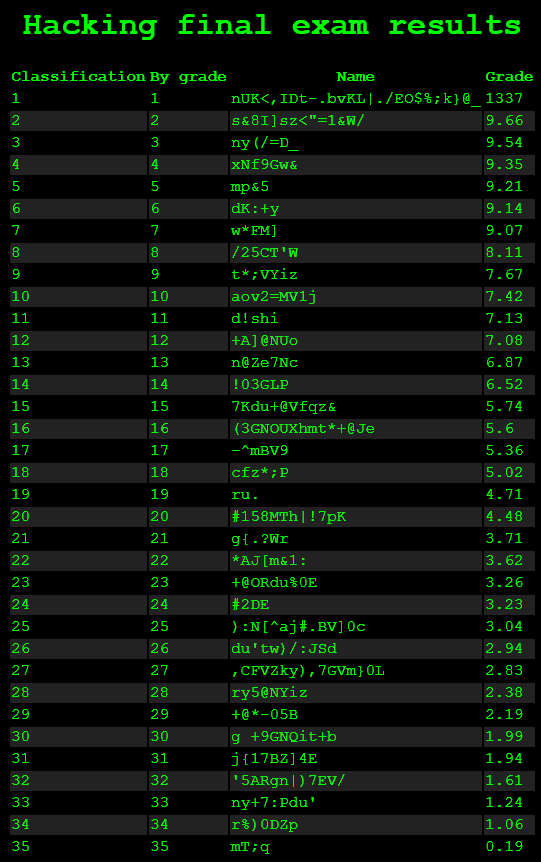 Hacking final exam results
Classification By grade Name Grade
1 1 nUK<,IDt-.bvKL|./EO$%;k}@_ 1337
2 2 s&8I]sz<"=1&W/ 9.66
3 3 ny(/=D_ 9.54
4 4 xNf9Gw& 9.35
5 5 mp&5 9.21
6 6 dK:+y 9.14
7 7 w*FM] 9.07
8 8 /25CT'W 8.11
9 9 t*;VYiz 7.67
10 10 aov2=MV1j 7.42
11 11 d!shi 7.13
12 12 +A]@NUo 7.08
13 13 n@Ze7Nc 6.87
14 14 !03GLP 6.52
15 15 7Kdu+@Vfqz& 5.74
16 16 (3GNOUXhmt*+@Je 5.6
17 17 -^mBV9 5.36
18 18 cfz*;P 5.02
19 19 ru. 4.71
20 20 #158MTh|!7pK 4.48
21 21 g{.?Wr 3.71
22 22 *AJ[m&1: 3.62
23 23 +@ORdu%0E 3.26
24 24 #2DE 3.23
25 25 ):N[^aj#.BV]0c 3.04
26 26 du'tw)/:JSd 2.94
27 27 ,CFVZky),7GVm}0L 2.83
28 28 ry5@NYiz 2.38
29 29 +@*-05B 2.19
30 30 g +9GNQit+b 1.99
31 31 j{17BZ]4E 1.94
32 32 '5ARgn|)7EV/ 1.61
33 33 ny+7:Pdu' 1.24
34 34 r%)0DZp 1.06
35 35 mT;q 0.19